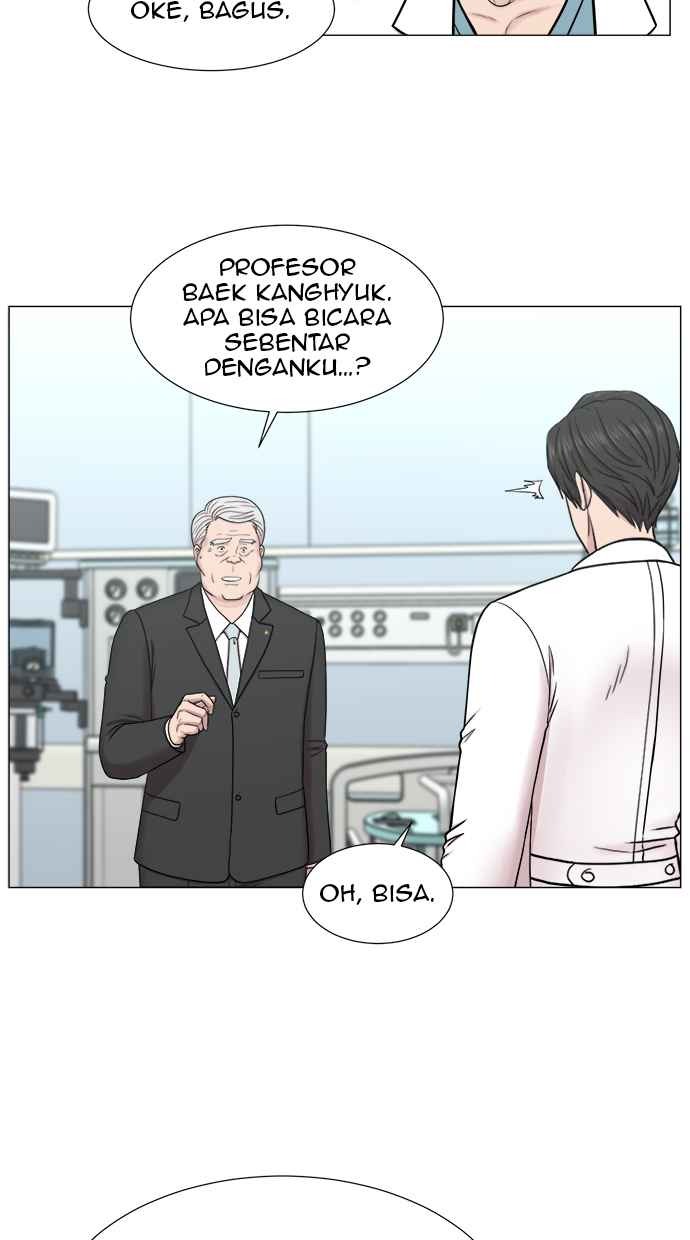 OKE, BAGUS.
PROFESOR
BAEK KANGHYUK.
APA BISA BICARA
SEBENTAR
DENGANKU...?
OH, BISA.